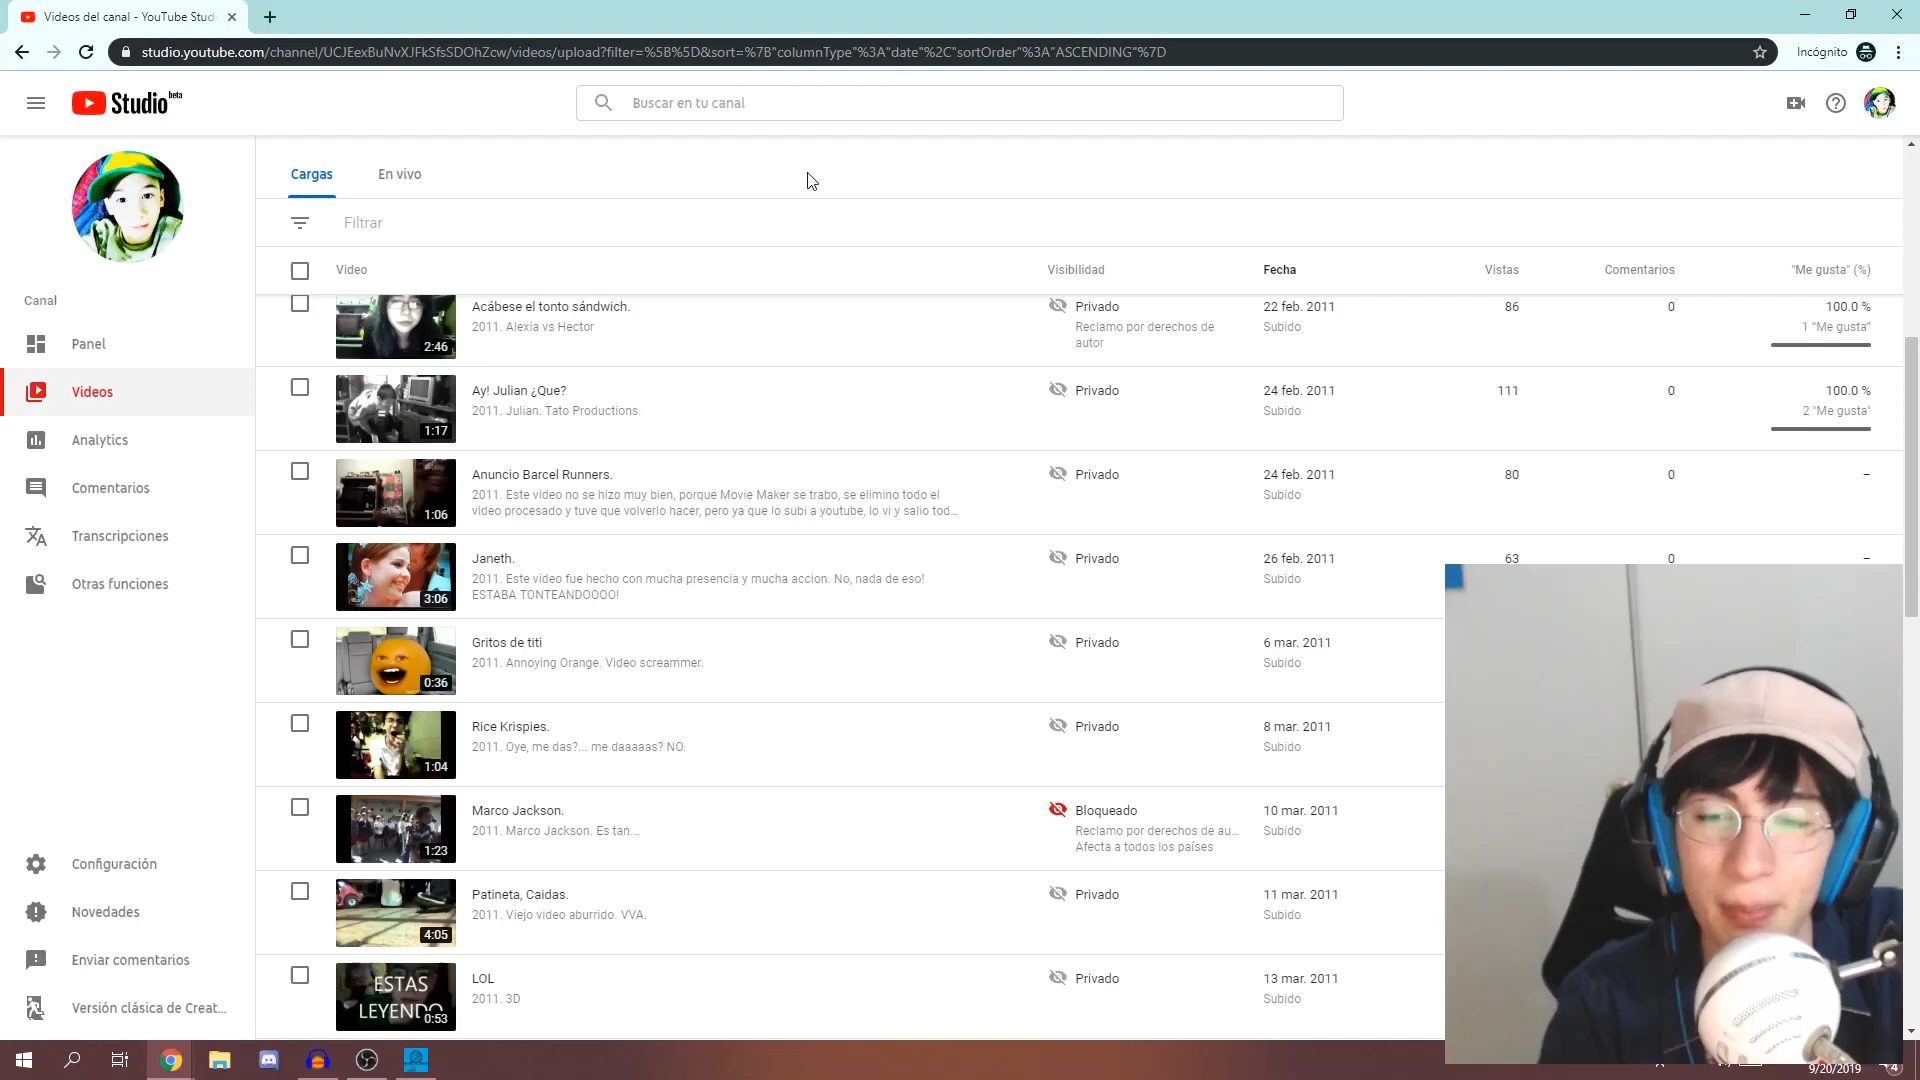 Videos del canal - YouTube Stud
studio.youtube.com/channel/UCJEexBuNvXJFkSfsSDOhZcw/videos/upload?filter=%5B%5D&sort=%7B"columnType"%3A"date"%2C"sortOrder"%3A"ASCENDING"%7D
Incógnito
Studio beta
Buscar en tu canal
Cargas
En vivo
Filtrar
Video
Visibilidad
Fecha
Vistas
Comentarios
"Me gusta" (%)
Canal
Panel
Videos
Analytics
Comentarios
Transcripciones
Otras funciones
Configuración
Novedades
Enviar comentarios
Versión clásica de Creat...
2:46
Acábese el tonto sándwich.
2011. Alexia vs Hector
Privado
Reclamo por derechos de
autor
22 feb. 2011
Subido
86
0
100.0 %
1 "Me gusta"
1:17
Ay! Julian ¿Que?
2011. Julian. Tato Productions.
Privado
24 feb. 2011
Subido
111
0
100.0 %
2 "Me gusta"
1:06
Anuncio Barcel Runners.
2011. Este video no se hizo muy bien, porque Movie Maker se trabo, se elimino todo el
video procesado y tuve que volverlo hacer, pero ya que lo subi a youtube, lo vi y salio tod...
Privado
24 feb. 2011
Subido
80
0
–
3:06
Janeth.
2011. Este video fue hecho con mucha presencia y mucha accion. No, nada de eso!
ESTABA TONTEANDOOOO!
Privado
26 feb. 2011
Subido
63
0
–
0:36
Gritos de titi
2011. Annoying Orange. Video screammer.
Privado
6 mar. 2011
Subido
1:04
Rice Krispies.
2011. Oye, me das?... me daaaaas? NO.
Privado
8 mar. 2011
Subido
1:23
Marco Jackson.
2011. Marco Jackson. Es tan...
Bloqueado
Reclamo por derechos de au...
Afecta a todos los países
10 mar. 2011
Subido
4:05
Patineta, Caidas.
2011. Viejo video aburrido. VVA.
Privado
11 mar. 2011
Subido
ESTAS
LEYENDO
0:53
LOL
2011. 3D
Privado
13 mar. 2011
Subido
9/20/2019
4